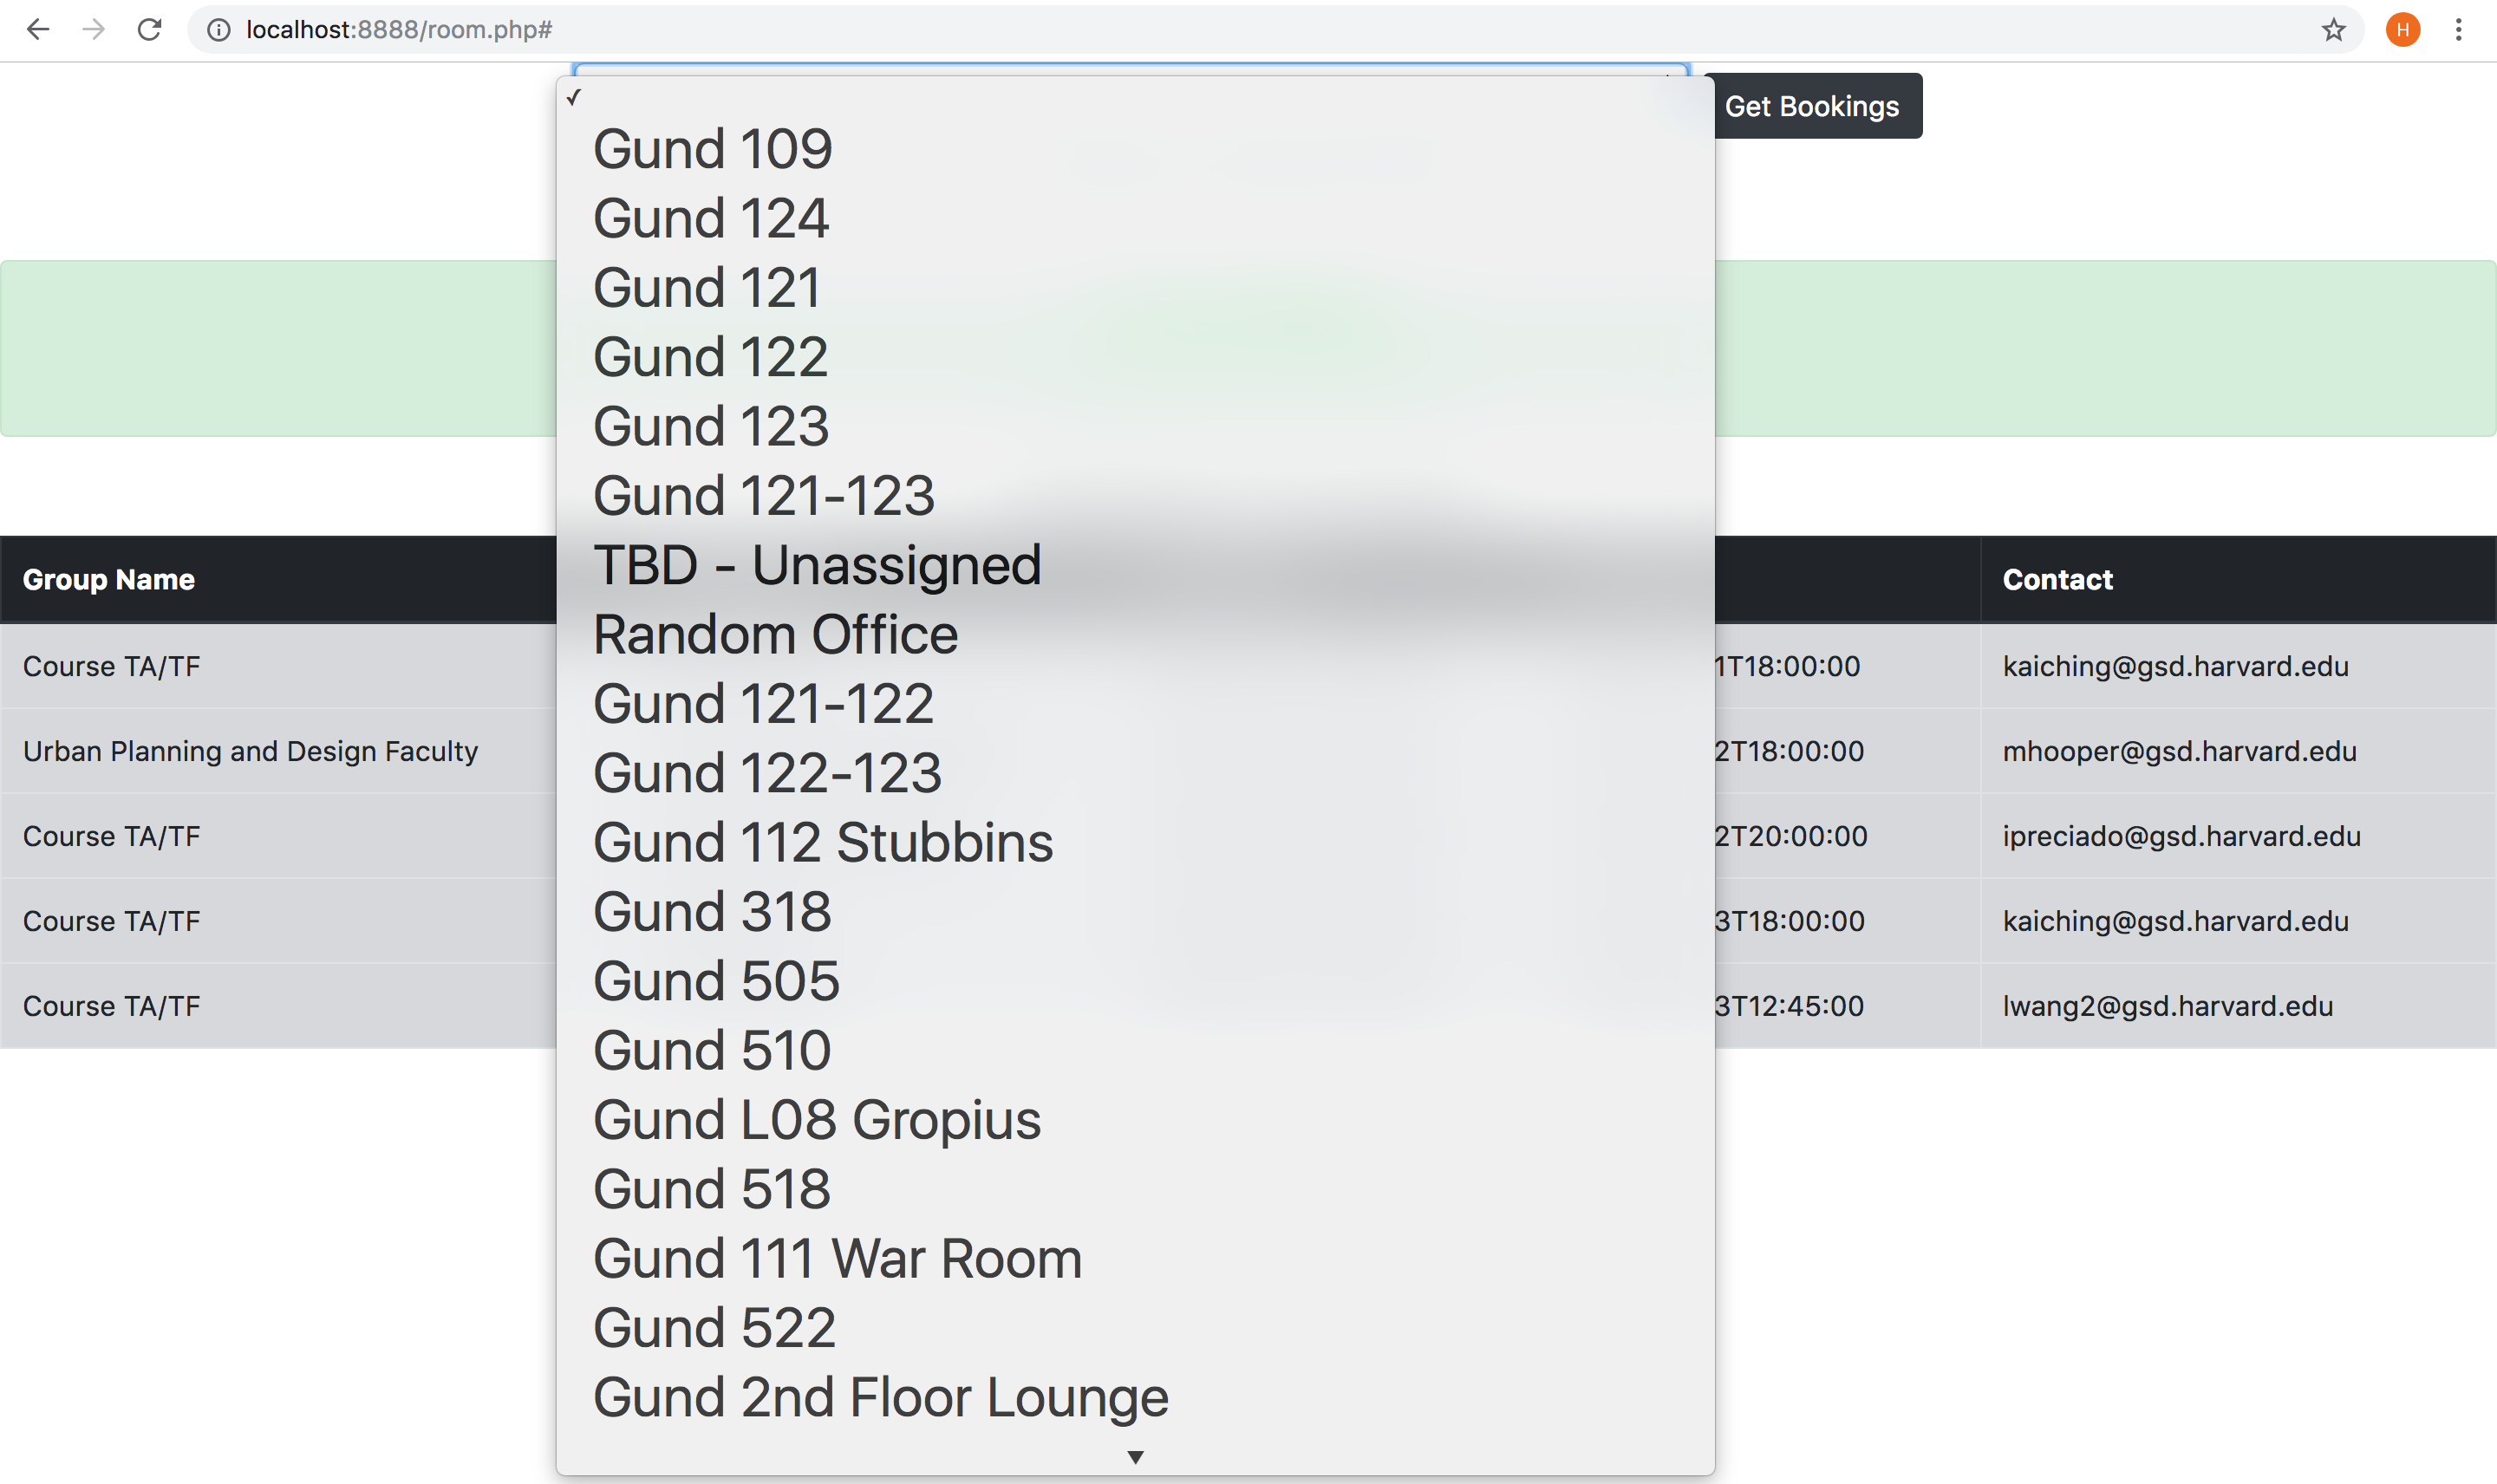 localhost:8888/room.php#
H
Get Bookings
✓
Gund 109
Gund 124
Gund 121
Gund 122
Gund 123
Gund 121-123
TBD - Unassigned
Random Office
Gund 121-122
Gund 122-123
Gund 112 Stubbins
Gund 318
Gund 505
Gund 510
Gund L08 Gropius
Gund 518
Gund 111 War Room
Gund 522
Gund 2nd Floor Lounge
Group Name Contact
Course TA/TF 1T18:00:00 kaiching@gsd.harvard.edu
Urban Planning and Design Faculty 2T18:00:00 mhooper@gsd.harvard.edu
Course TA/TF 2T20:00:00 ipreciado@gsd.harvard.edu
Course TA/TF 3T18:00:00 kaiching@gsd.harvard.edu
Course TA/TF 3T12:45:00 lwang2@gsd.harvard.edu